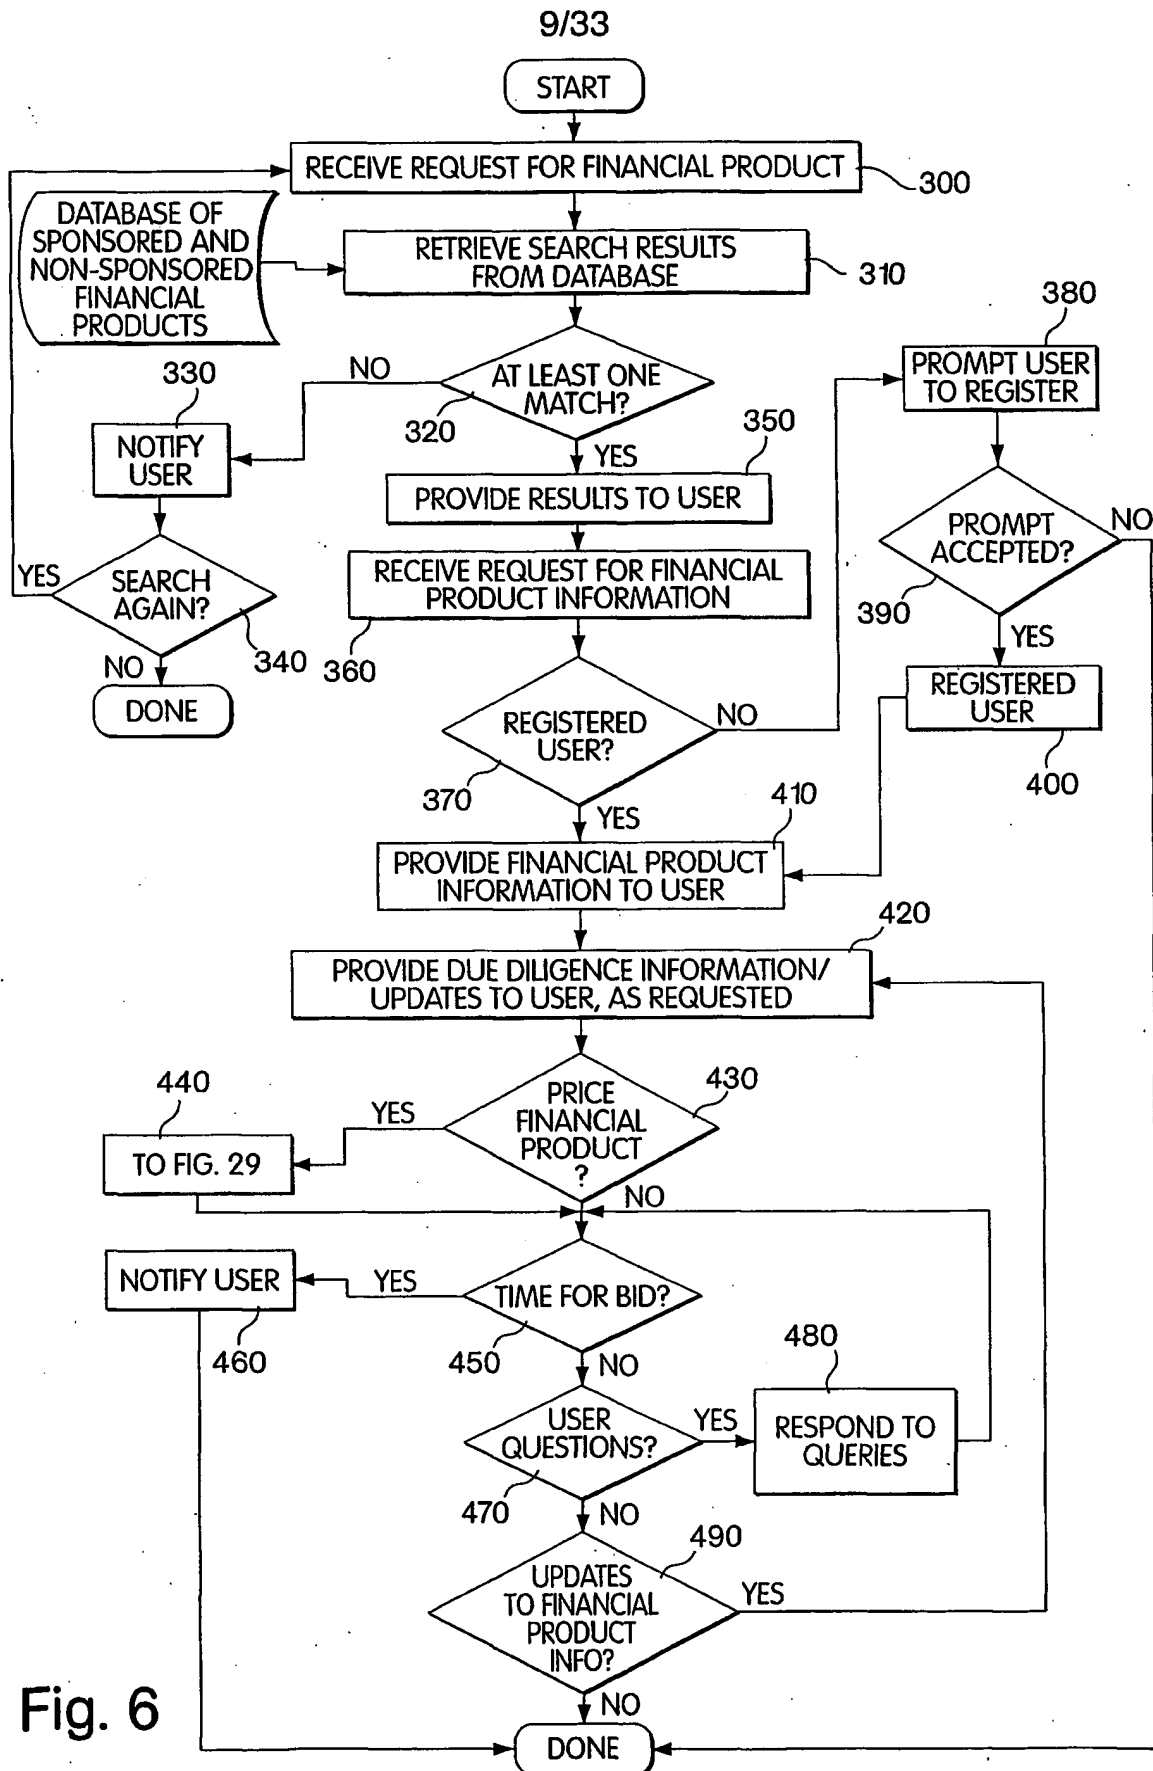 9/33
START
RECEIVE REQUEST FOR FINANCIAL PRODUCT
300
DATABASE OF
SPONSORED AND
NON-SPONSORED
FINANCIAL
PRODUCTS
RETRIEVE SEARCH RESULTS
FROM DATABASE
310
380
PROMPT USER
TO REGISTER
330
NO
AT LEAST ONE
MATCH?
320
NOTIFY
USER
YES
350
PROVIDE RESULTS TO USER
PROMPT
ACCEPTED?
NO
390
YES
SEARCH
AGAIN?
340
NO
DONE
RECEIVE REQUEST FOR FINANCIAL
PRODUCT INFORMATION
360
YES
REGISTERED
USER
400
REGISTERED
USER?
NO
370
YES
410
PROVIDE FINANCIAL PRODUCT
INFORMATION TO USER
420
PROVIDE DUE DILIGENCE INFORMATION/
UPDATES TO USER, AS REQUESTED
440
YES
PRICE
FINANCIAL
PRODUCT
?
430
TO FIG. 29
NO
NOTIFY USER
460
YES
TIME FOR BID?
450
NO
480
USER
QUESTIONS?
YES
RESPOND TO
QUERIES
470
NO
490
UPDATES
TO FINANCIAL
PRODUCT
INFO?
YES
NO
DONE
Fig. 6